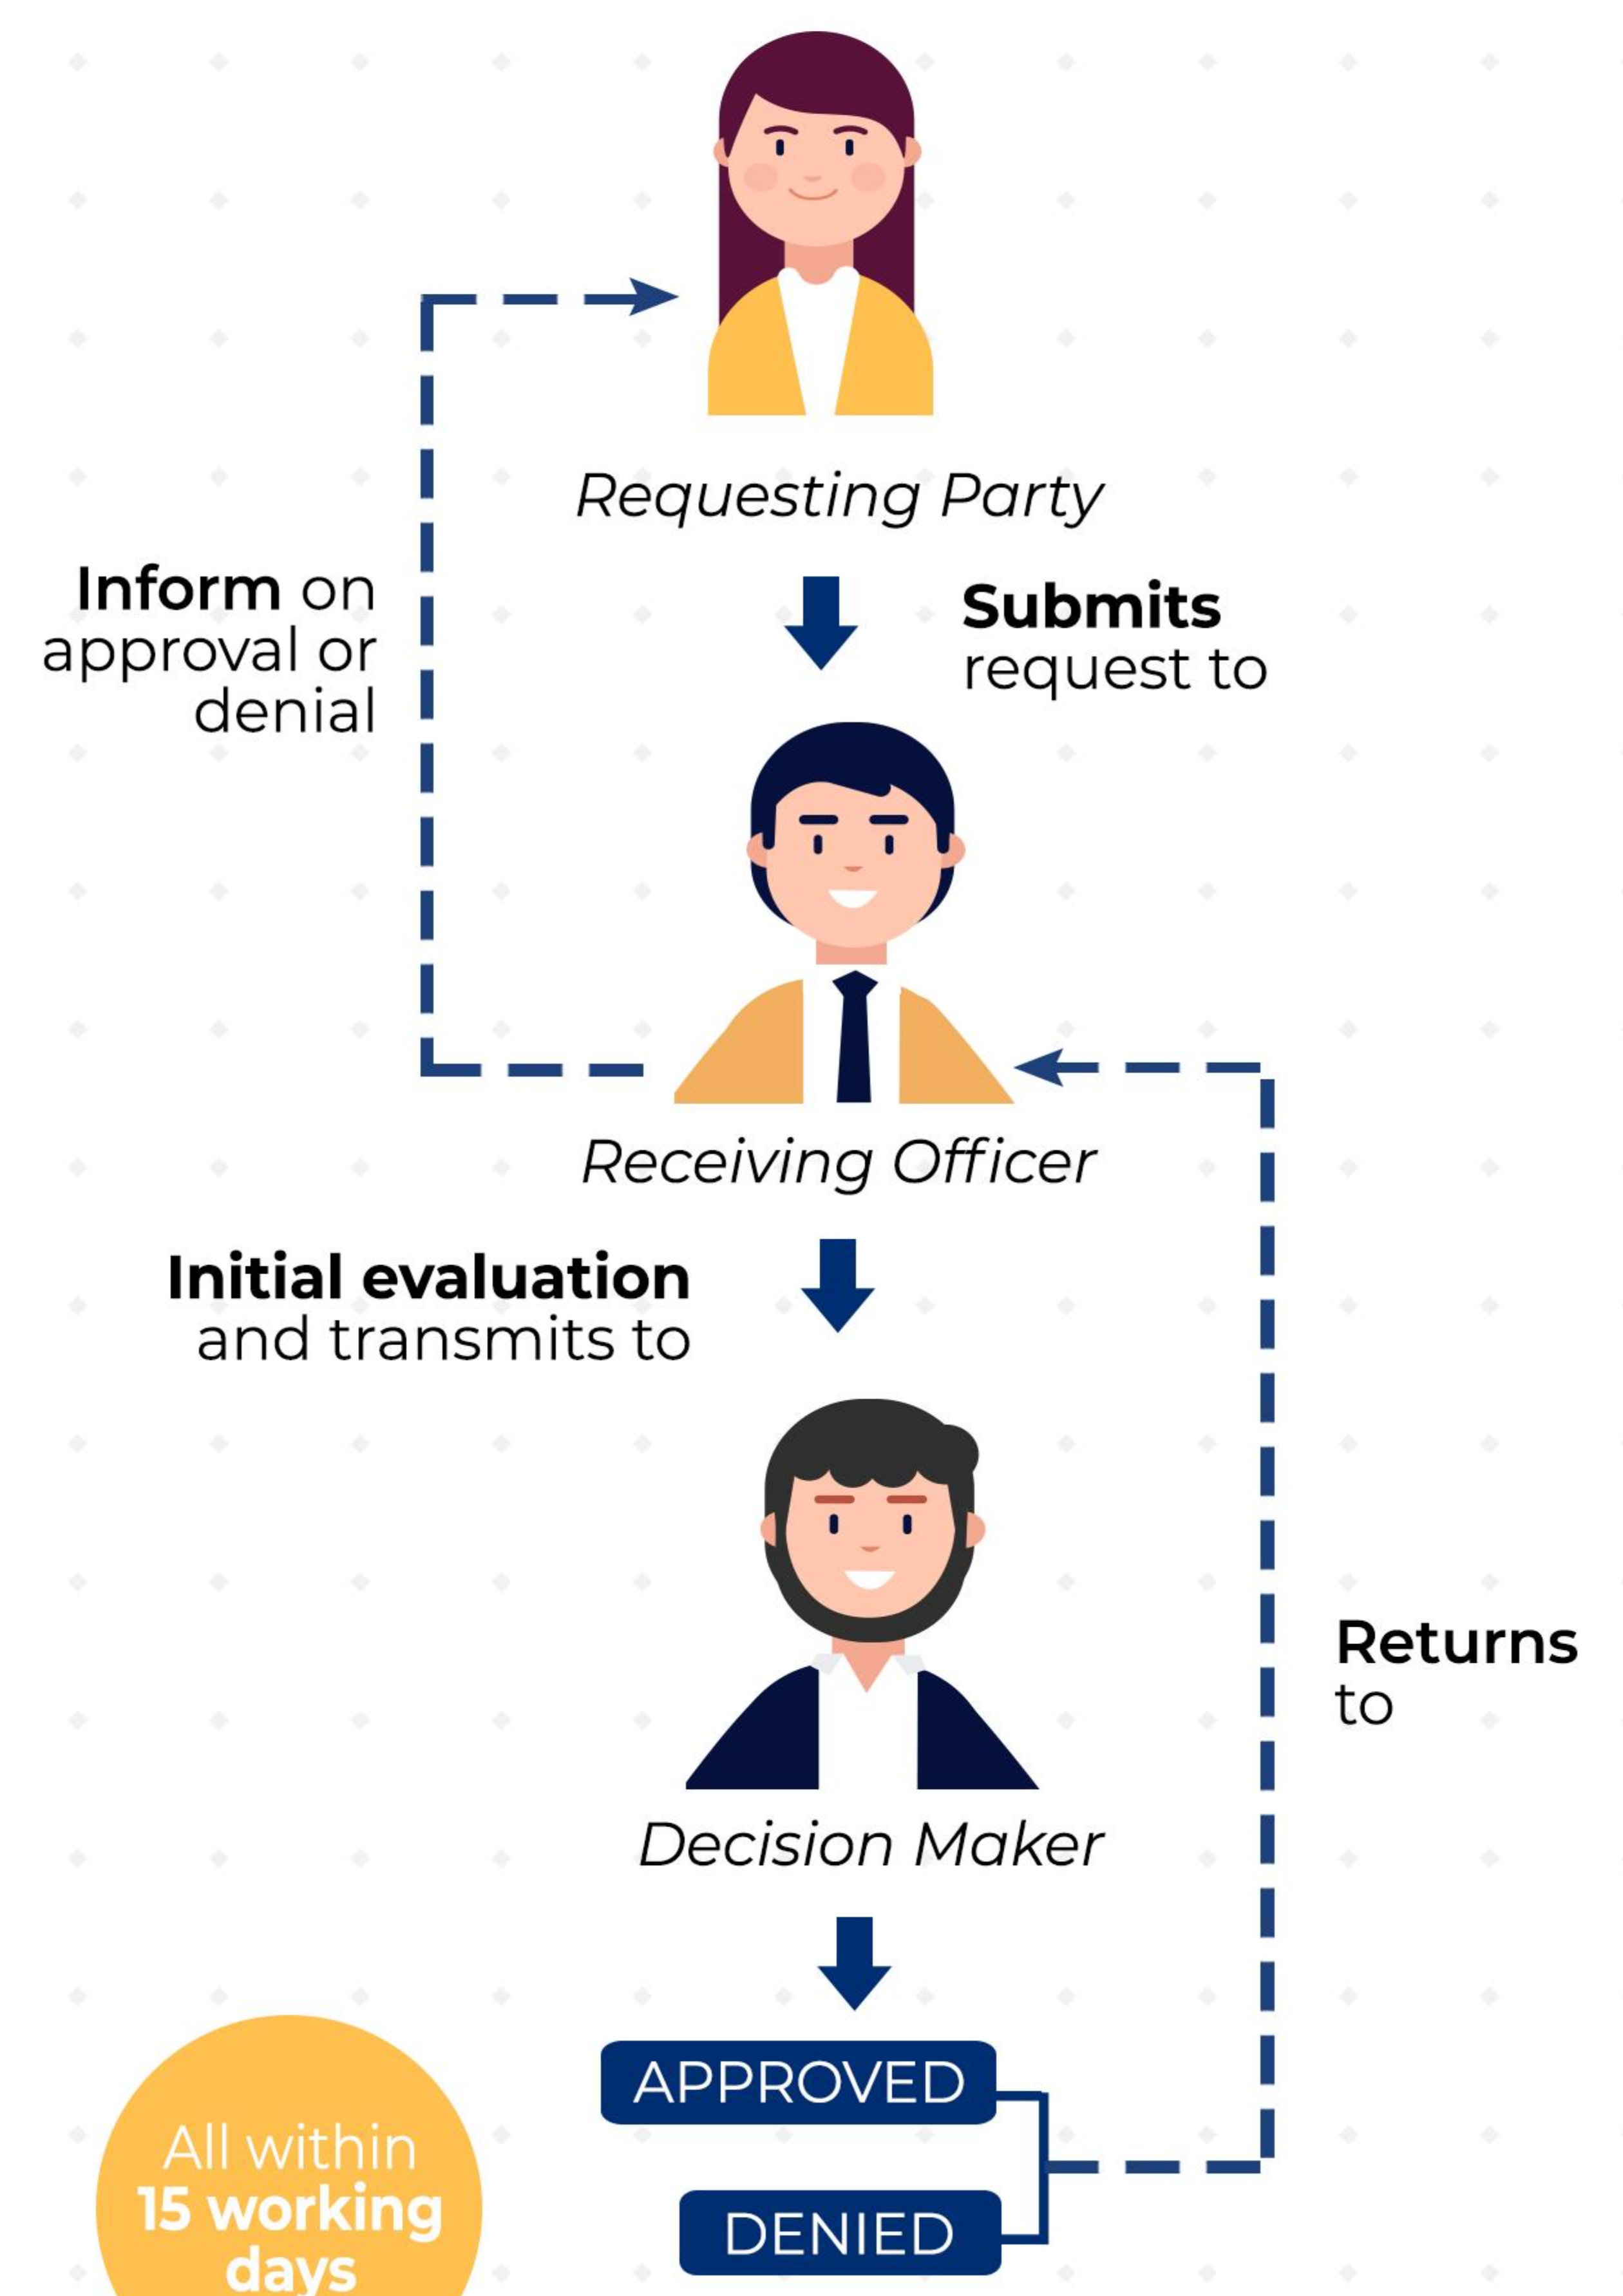 Requesting Party
Inform on
approval or
denial
Submits
request to
Receiving Officer
Initial evaluation
and transmits to
Returns
to
Decision Maker
APPROVED
DENIED
All within
15 working
days